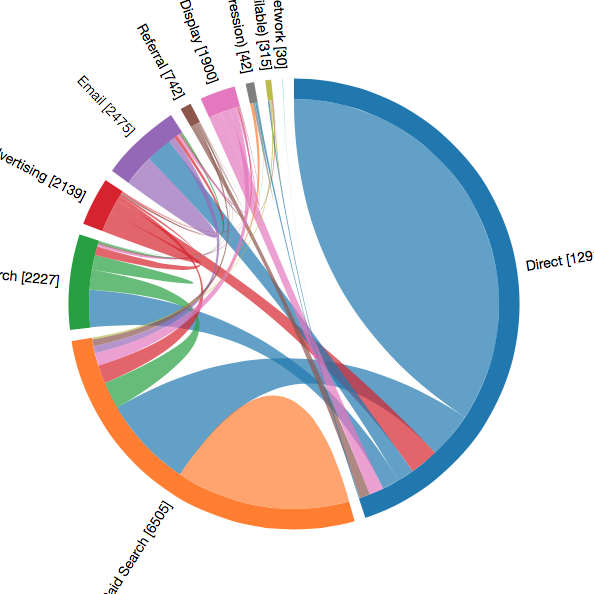 etwork [30]
ilable) [315]
ression) [42]
Display [1900]
Referral [742]
Email [2475]
vertising [2139]
rch [2227]
aid Search [6505]
Direct [129